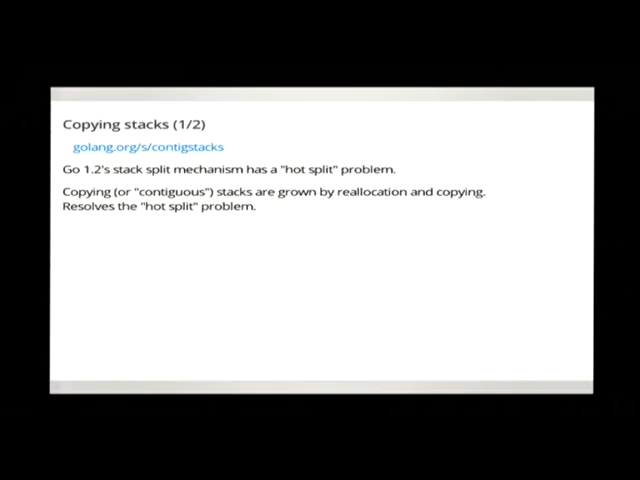 Copying stacks (1/2)
golang.org/s/contigstacks
Go 1.2's stack split mechanism has a "hot split" problem.
Copying (or "contiguous") stacks are grown by reallocation and copying.
Resolves the "hot split" problem.